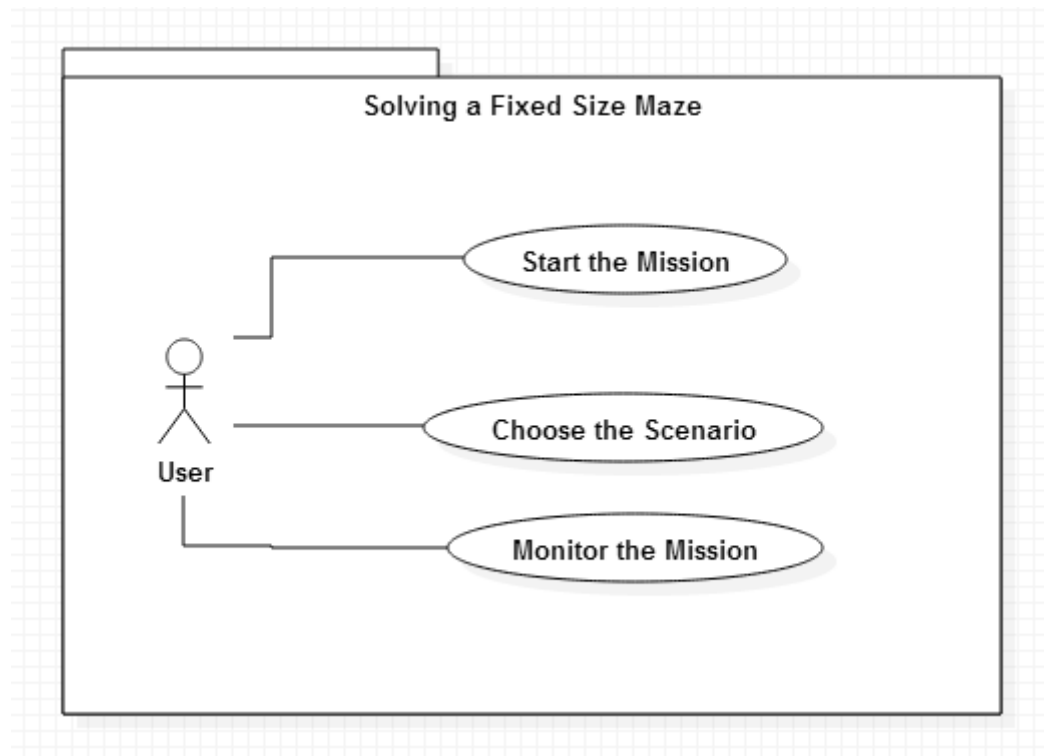 Solving a Fixed Size Maze
Start the Mission
Choose the Scenario
User
Monitor the Mission